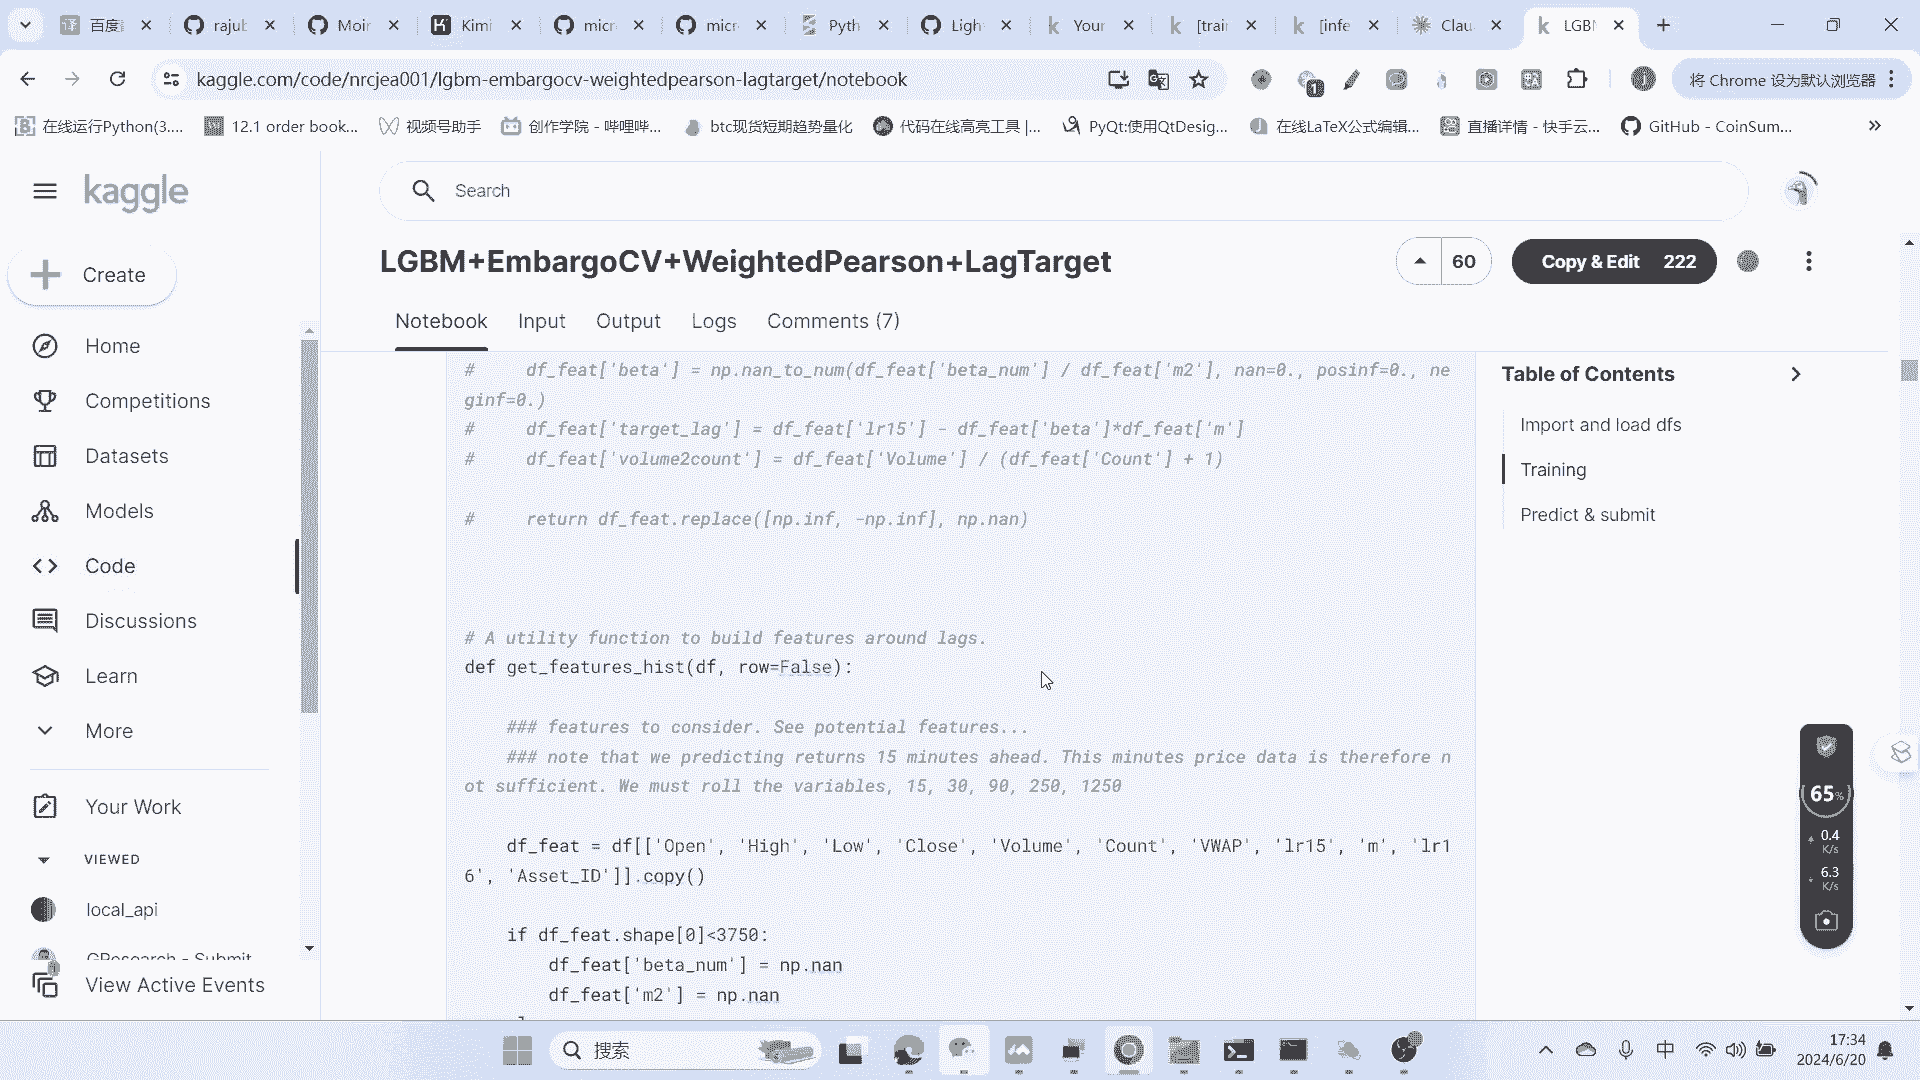 百度
rajub
Moir
Kimi
micr
micr
Pyth
Ligh
Your
[trair
[infe
Clau
LGBM
kaggle.com/code/nrcjea001/lgbm-embargocv-weightedpearson-lagtarget/notebook
1
将 Chrome 设为默认浏览器
在线运行Python(3....
12.1 order book...
视频号助手
创作学院 - 哔哩哔...
btc现货短期趋势量化
代码在线高亮工具 |...
PyQt:使用QtDesig...
在线LaTeX公式编辑...
直播详情 - 快手云...
GitHub - CoinSum...
kaggle
Search
LGBM+EmbargoCV+WeightedPearson+LagTarget
60
Copy & Edit 222
Create
Notebook
Input
Output
Logs
Comments (7)
Home
Competitions
Datasets
Models
Code
Discussions
Learn
More
Your Work
VIEWED
local_api
GResearch - Submit
View Active Events
# df_feat['beta'] = np.nan_to_num(df_feat['beta_num'] / df_feat['m2'], nan=0., posinf=0., ne
ginf=0.)
# df_feat['target_lag'] = df_feat['lr15'] - df_feat['beta']*df_feat['m']
# df_feat['volume2count'] = df_feat['Volume'] / (df_feat['Count'] + 1)
# return df_feat.replace([np.inf, -np.inf], np.nan)
# A utility function to build features around lags.
def get_features_hist(df, row=False):
### features to consider. See potential features...
### note that we predicting returns 15 minutes ahead. This minutes price data is therefore n
ot sufficient. We must roll the variables, 15, 30, 90, 250, 1250
df_feat = df[['Open', 'High', 'Low', 'Close', 'Volume', 'Count', 'VWAP', 'lr15', 'm', 'lr1
6', 'Asset_ID']].copy()
if df_feat.shape[0]<3750:
df_feat['beta_num'] = np.nan
df_feat['m2'] = np.nan
Table of Contents
Import and load dfs
Training
Predict & submit
65%
0.4
K/s
6.3
K/s
搜索
中
17:34
2024/6/20